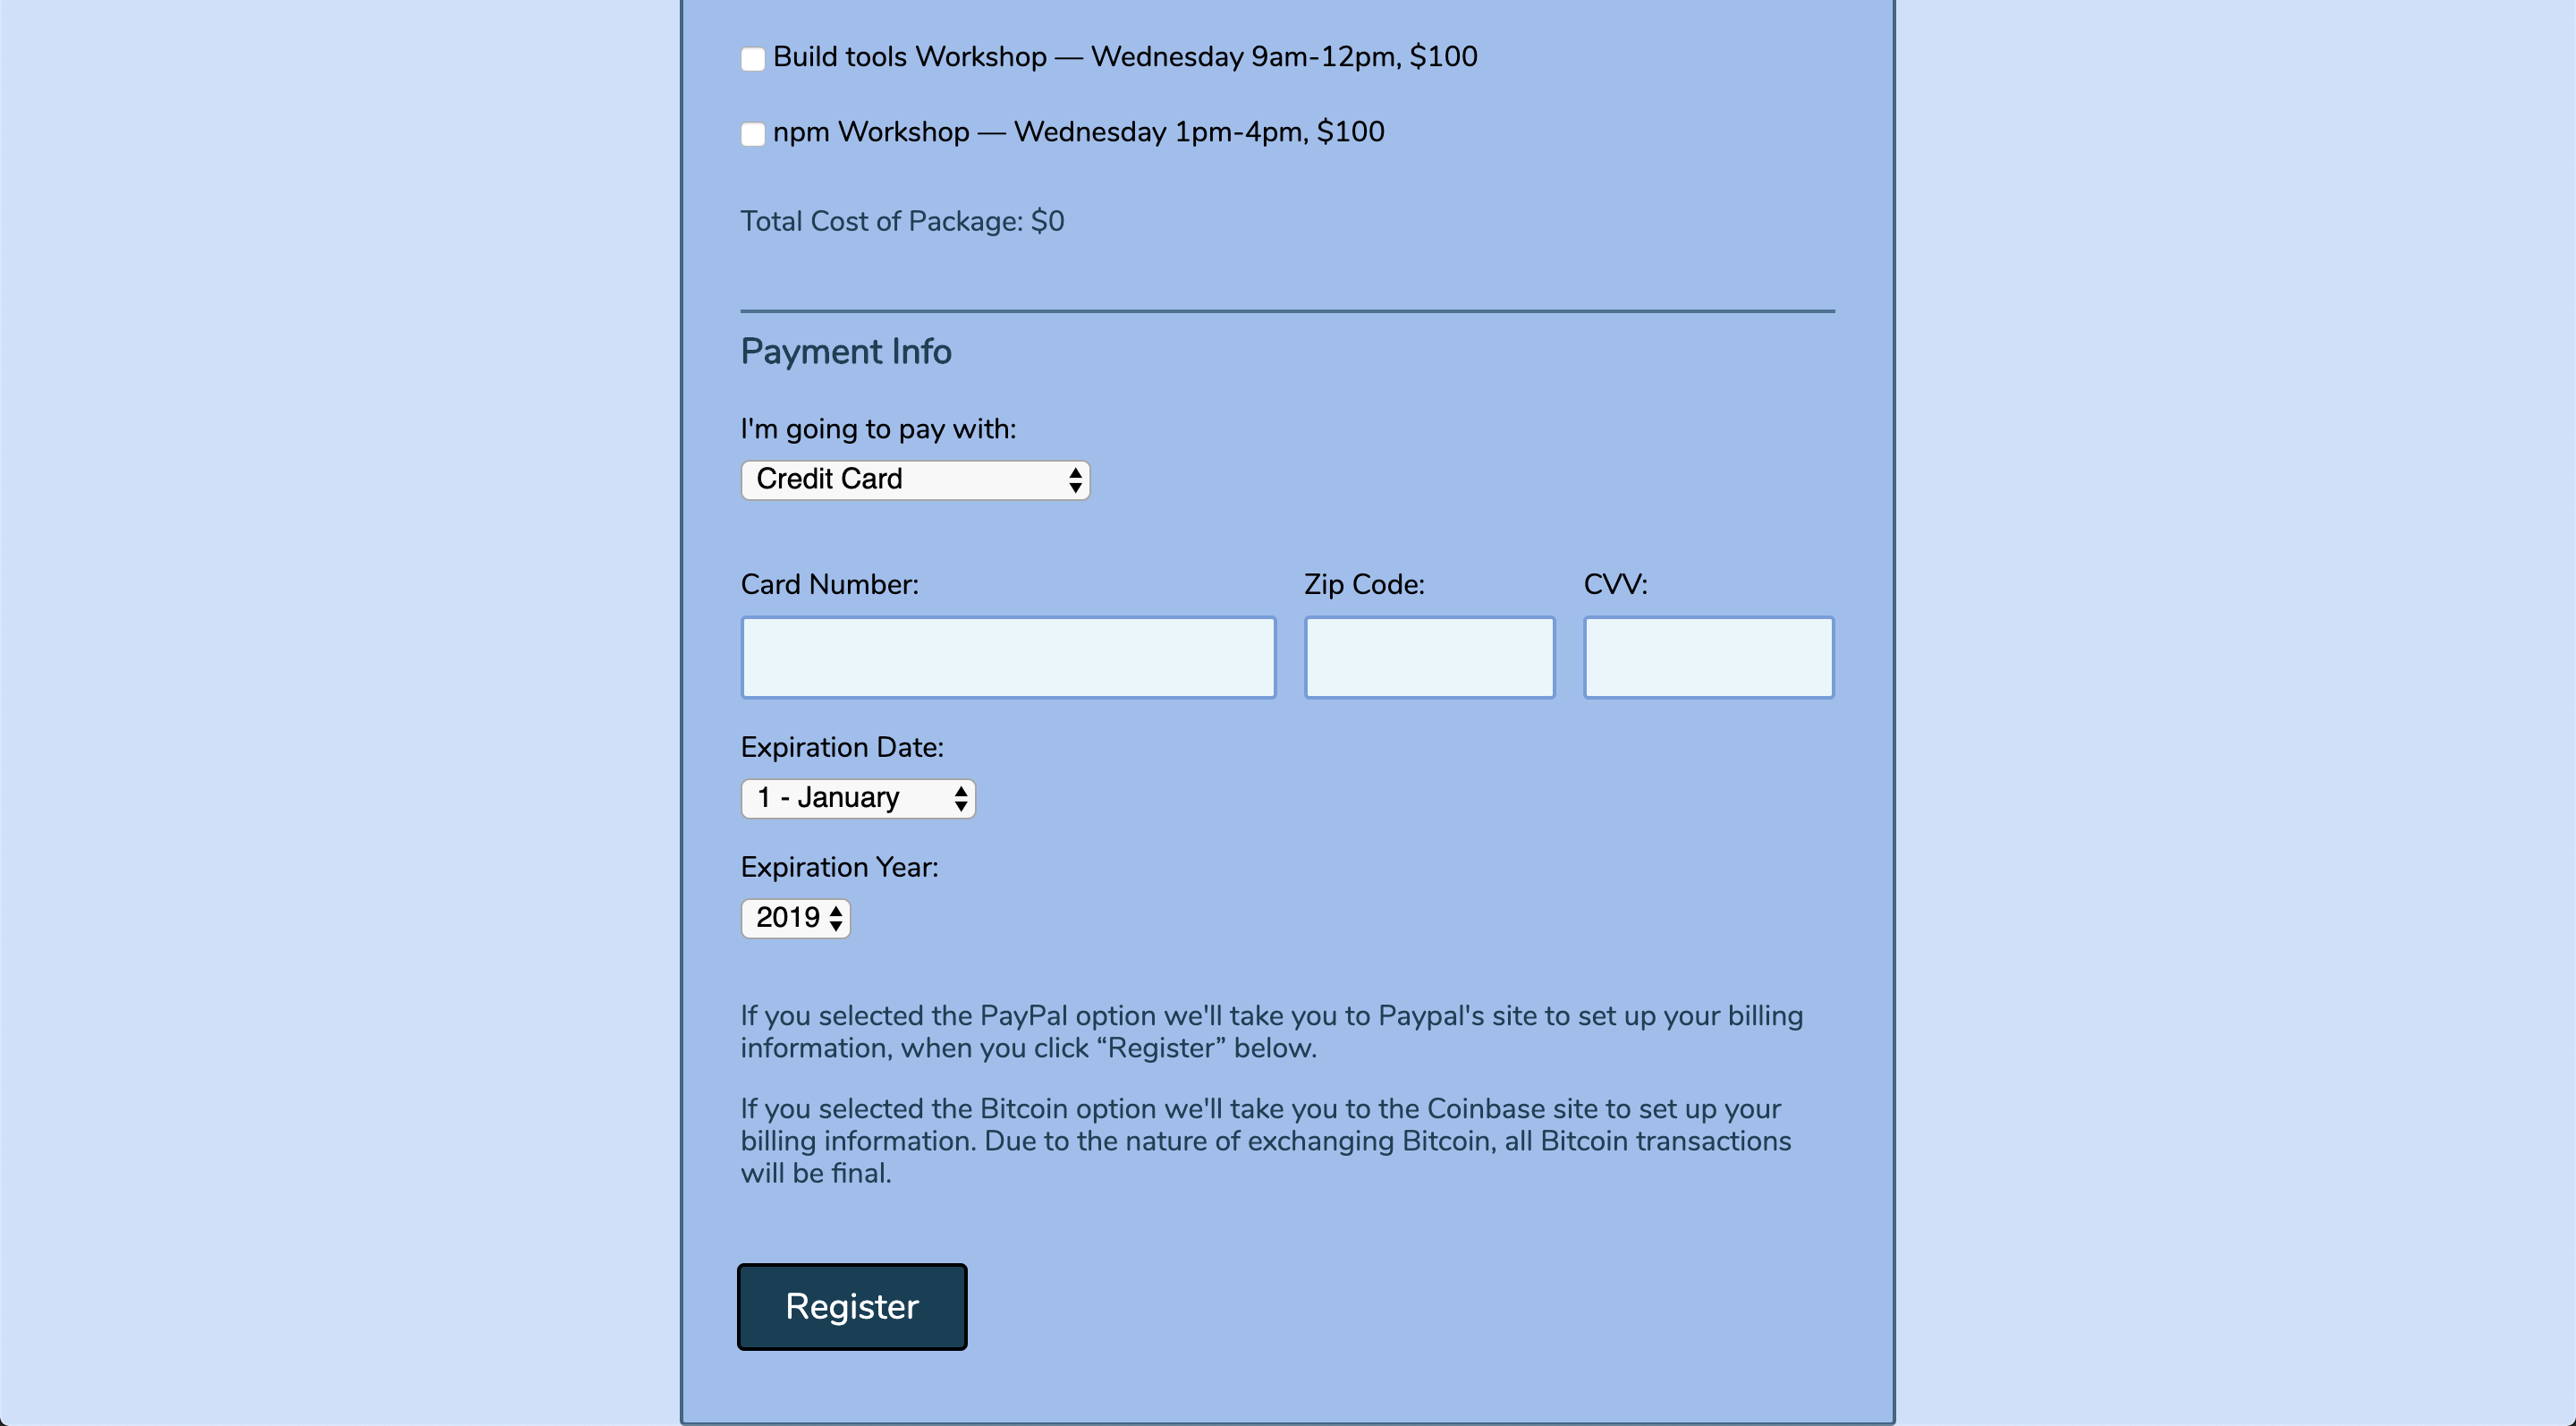 Build tools Workshop — Wednesday 9am-12pm, $100
npm Workshop — Wednesday 1pm-4pm, $100
Total Cost of Package: $0
Payment Info
I'm going to pay with:
Credit Card
Card Number: Zip Code: CVV:
Expiration Date:
1 - January
Expiration Year:
2019
If you selected the PayPal option we'll take you to Paypal's site to set up your billing
information, when you click “Register” below.
If you selected the Bitcoin option we'll take you to the Coinbase site to set up your
billing information. Due to the nature of exchanging Bitcoin, all Bitcoin transactions
will be final.
Register